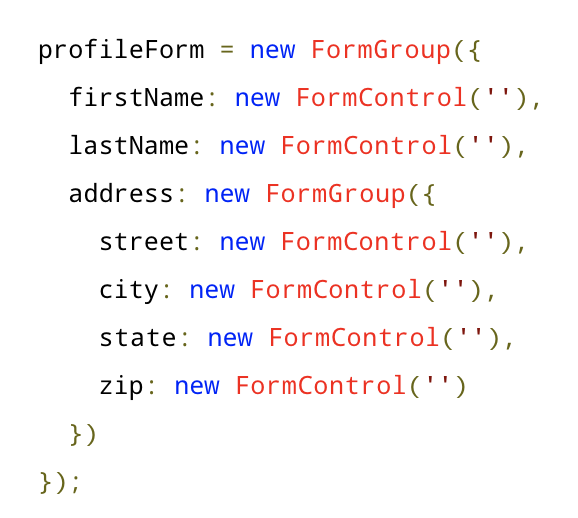 profileForm = new FormGroup({
  firstName: new FormControl(''),
  lastName: new FormControl(''),
  address: new FormGroup({
    street: new FormControl(''),
    city: new FormControl(''),
    state: new FormControl(''),
    zip: new FormControl('')
  })
});